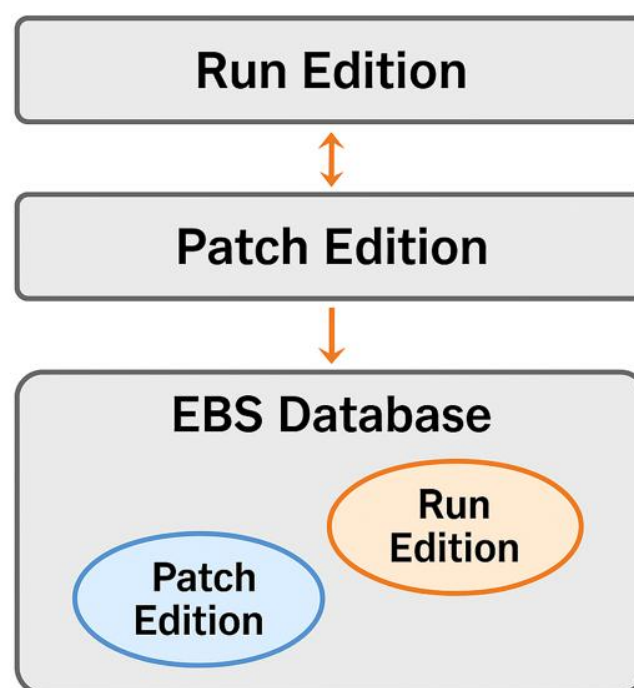 Run Edition
Patch Edition
EBS Database
Run
Edition
Patch
Edition